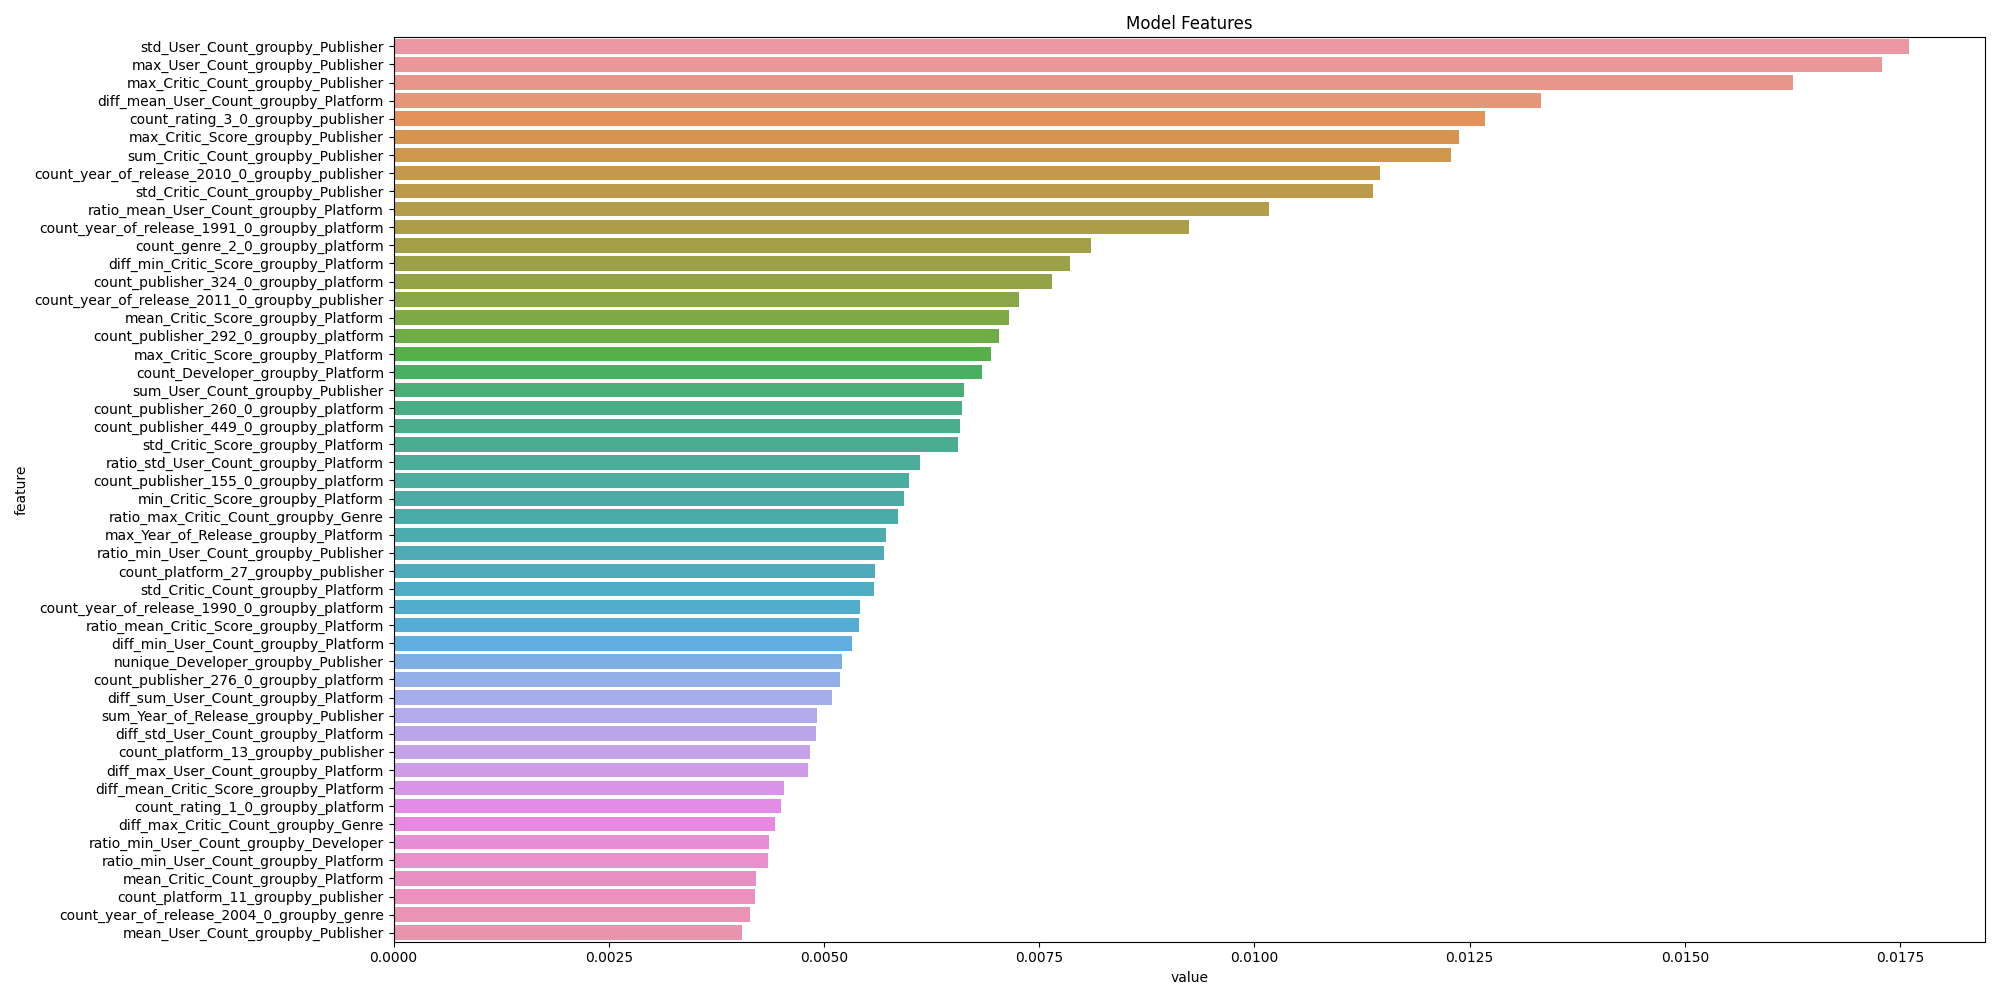 Model Features
std_User_Count_groupby_Publisher
max_User_Count_groupby_Publisher
max_Critic_Count_groupby_Publisher
diff_mean_User_Count_groupby_Platform
count_rating_3_0_groupby_publisher
max_Critic_Score_groupby_Publisher
sum_Critic_Count_groupby_Publisher
count_year_of_release_2010_0_groupby_publisher
std_Critic_Count_groupby_Publisher
ratio_mean_User_Count_groupby_Platform
count_year_of_release_1991_0_groupby_platform
count_genre_2_0_groupby_platform
diff_min_Critic_Score_groupby_Platform
count_publisher_324_0_groupby_platform
count_year_of_release_2011_0_groupby_publisher
mean_Critic_Score_groupby_Platform
count_publisher_292_0_groupby_platform
max_Critic_Score_groupby_Platform
count_Developer_groupby_Platform
sum_User_Count_groupby_Publisher
count_publisher_260_0_groupby_platform
count_publisher_449_0_groupby_platform
std_Critic_Score_groupby_Platform
ratio_std_User_Count_groupby_Platform
count_publisher_155_0_groupby_platform
min_Critic_Score_groupby_Platform
ratio_max_Critic_Count_groupby_Genre
max_Year_of_Release_groupby_Platform
ratio_min_User_Count_groupby_Publisher
count_platform_27_groupby_publisher
std_Critic_Count_groupby_Platform
count_year_of_release_1990_0_groupby_platform
ratio_mean_Critic_Score_groupby_Platform
diff_min_User_Count_groupby_Platform
nunique_Developer_groupby_Publisher
count_publisher_276_0_groupby_platform
diff_sum_User_Count_groupby_Platform
sum_Year_of_Release_groupby_Publisher
diff_std_User_Count_groupby_Platform
count_platform_13_groupby_publisher
diff_max_User_Count_groupby_Platform
diff_mean_Critic_Score_groupby_Platform
count_rating_1_0_groupby_platform
diff_max_Critic_Count_groupby_Genre
ratio_min_User_Count_groupby_Developer
ratio_min_User_Count_groupby_Platform
mean_Critic_Count_groupby_Platform
count_platform_11_groupby_publisher
count_year_of_release_2004_0_groupby_genre
mean_User_Count_groupby_Publisher
feature
0.0000 0.0025 0.0050 0.0075 0.0100 0.0125 0.0150 0.0175
value